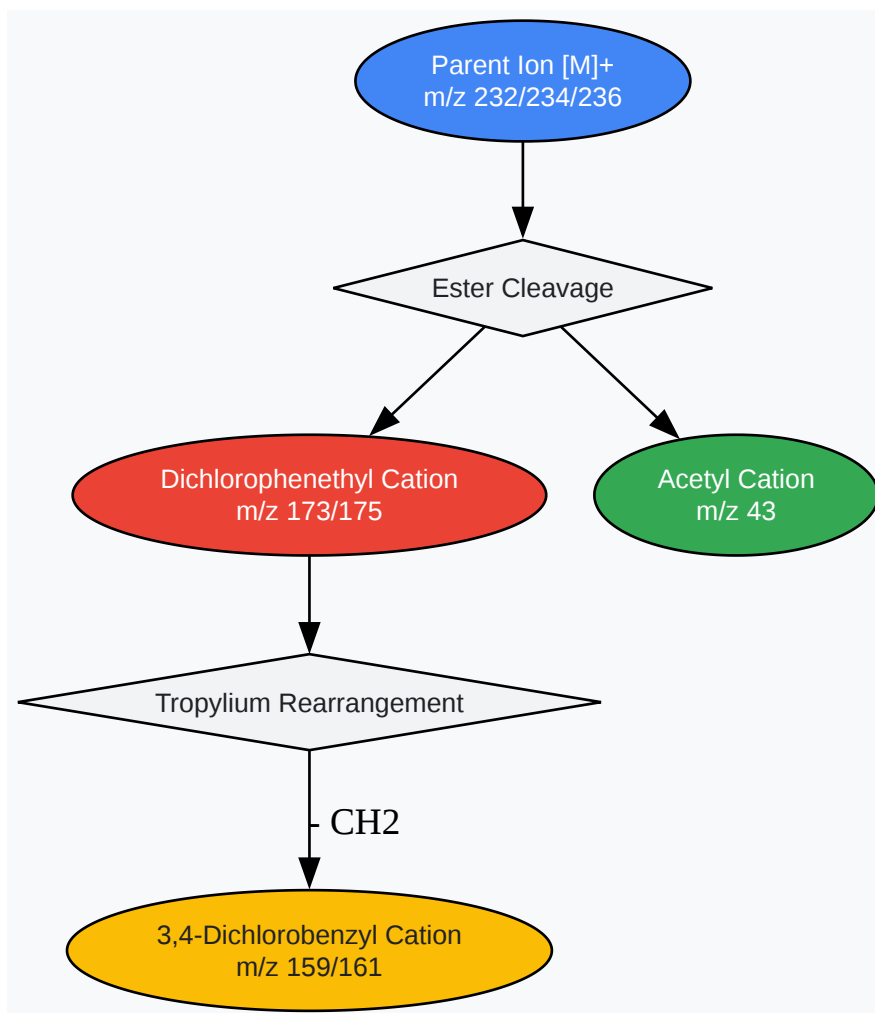 Parent Ion [M]+
m/z 232/234/236
Ester Cleavage
Dichlorophenethyl Cation
m/z 173/175
Acetyl Cation
m/z 43
Tropylium Rearrangement
- CH2
3,4-Dichlorobenzyl Cation
m/z 159/161